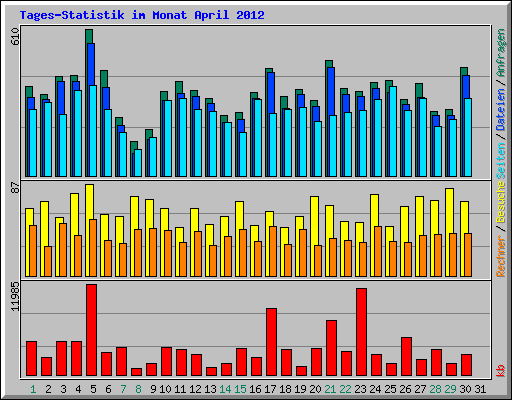 Tages-Statistik im Monat April 2012
610
87
11985
Rechner / Besuche Seiten / Dateien / Anfragen
kb
1 2 3 4 5 6 7 8 9 10 11 12 13 14 15 16 17 18 19 20 21 22 23 24 25 26 27 28 29 30 31